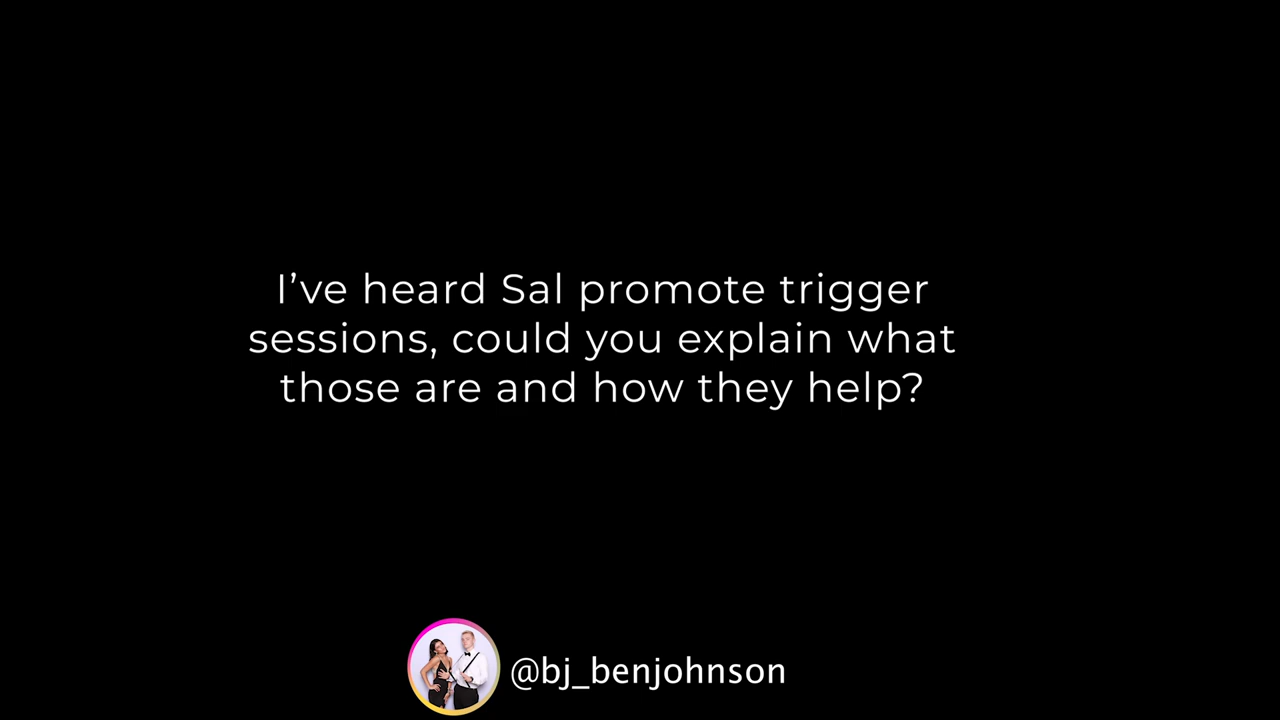 I’ve heard Sal promote trigger
sessions, could you explain what
those are and how they help?
@bj_benjohnson